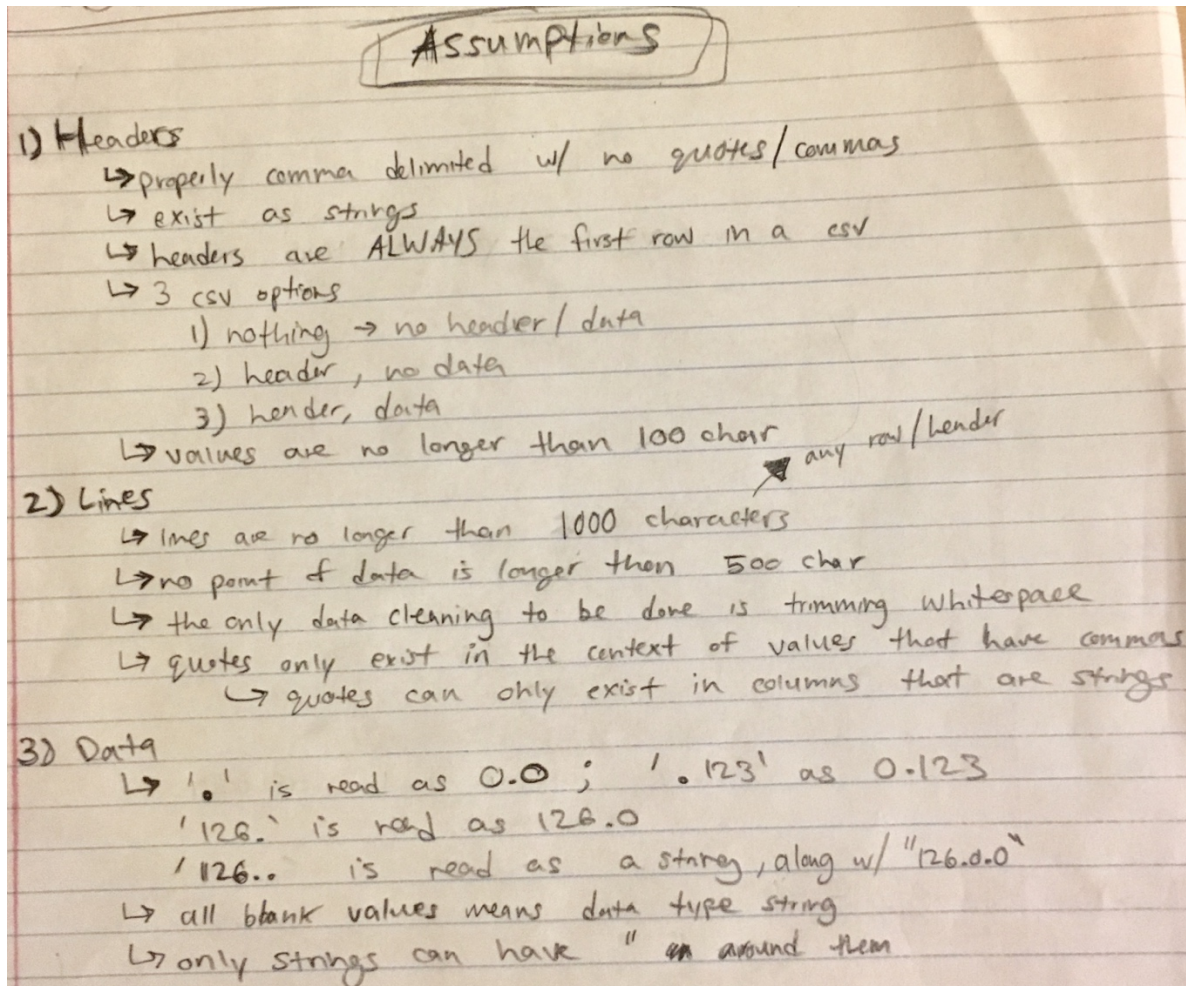 Assumptions
1) Headers
↳ properly comma delimited w/ no quotes/commas
↳ exist as strings
↳ headers are ALWAYS the first row in a csv
↳ 3 csv options
1) nothing → no header/data
2) header, no data
3) header, data
↳ values are no longer than 100 char
↗ any row/header
2) Lines
↳ lines are no longer than 1000 characters
↳ no point of data is longer than 500 char
↳ the only data cleaning to be done is trimming whitespace
↳ quotes only exist in the context of values that have commas
↳ quotes can only exist in columns that are strings
3) Data
↳ '.' is read as 0.0 ; '.123' as 0.123
'126.' is read as 126.0
'126.. is read as a string, along w/ "126.0.0"
↳ all blank values means data type string
↳ only strings can have " around them